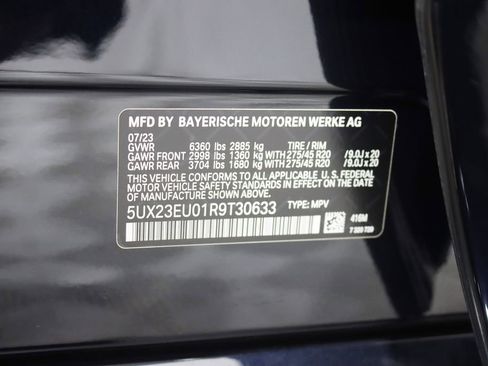 MFD BY BAYERISCHE MOTOREN WERKE AG
07/23
GVWR 6360 lbs 2885 kg TIRE / RIM
GAWR FRONT 2998 lbs 1360 kg WITH 275/45 R20 /9.0J x 20
GAWR REAR 3704 lbs 1680 kg WITH 275/45 R20 /9.0J x 20
THIS VEHICLE CONFORMS TO ALL APPLICABLE U. S. FEDERAL
MOTOR VEHICLE SAFETY STANDARDS IN EFFECT ON THE DATE
OF MANUFACTURE SHOWN ABOVE.
5UX23EU01R9T30633 TYPE: MPV
416M